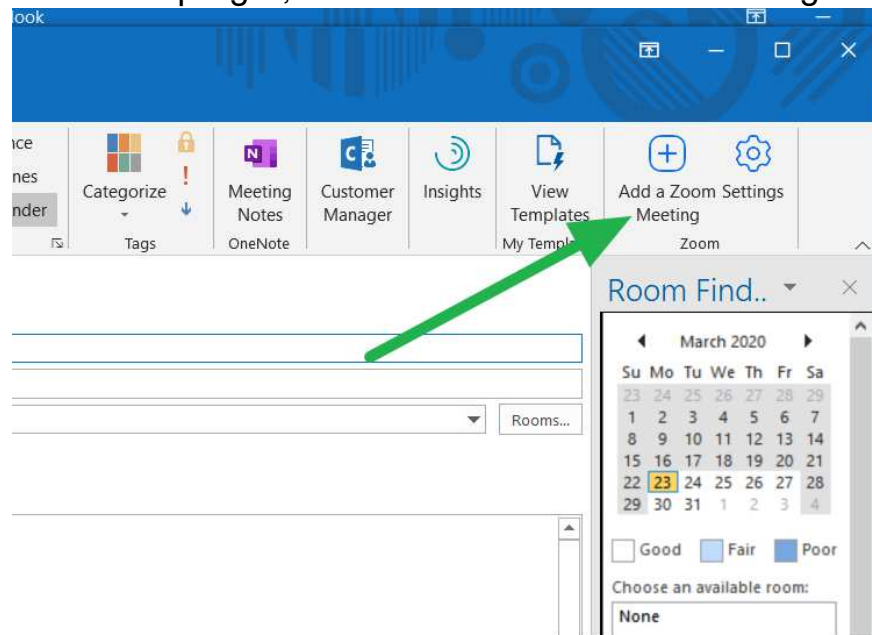 ook
nce
nes
nder
Categorize
Tags
Meeting
Notes
OneNote
Customer
Manager
Insights
View
Templates
My Templ
Add a Zoom
Meeting
Settings
Zoom
Room Find..
March 2020
Su Mo Tu We Th Fr Sa
23 24 25 26 27 28 29
1 2 3 4 5 6 7
8 9 10 11 12 13 14
15 16 17 18 19 20 21
22 23 24 25 26 27 28
29 30 31 1 2 3 4
Rooms...
Good Fair Poor
Choose an available room:
None